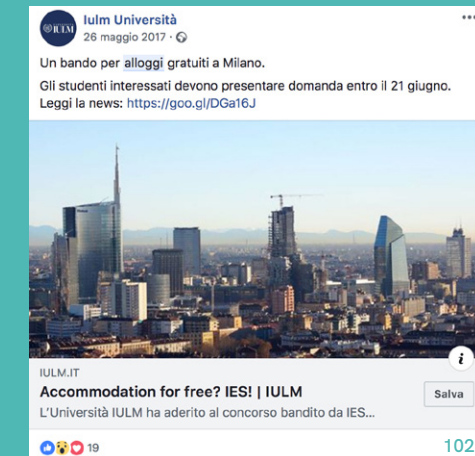 IULM
Iulm Università
26 maggio 2017 ·
Un bando per alloggi gratuiti a Milano.
Gli studenti interessati devono presentare domanda entro il 21 giugno.
Leggi la news: https://goo.gl/DGa16J
i
IULM.IT
Accommodation for free? IES! | IULM
Salva
L'Università IULM ha aderito al concorso bandito da IES...
19
102